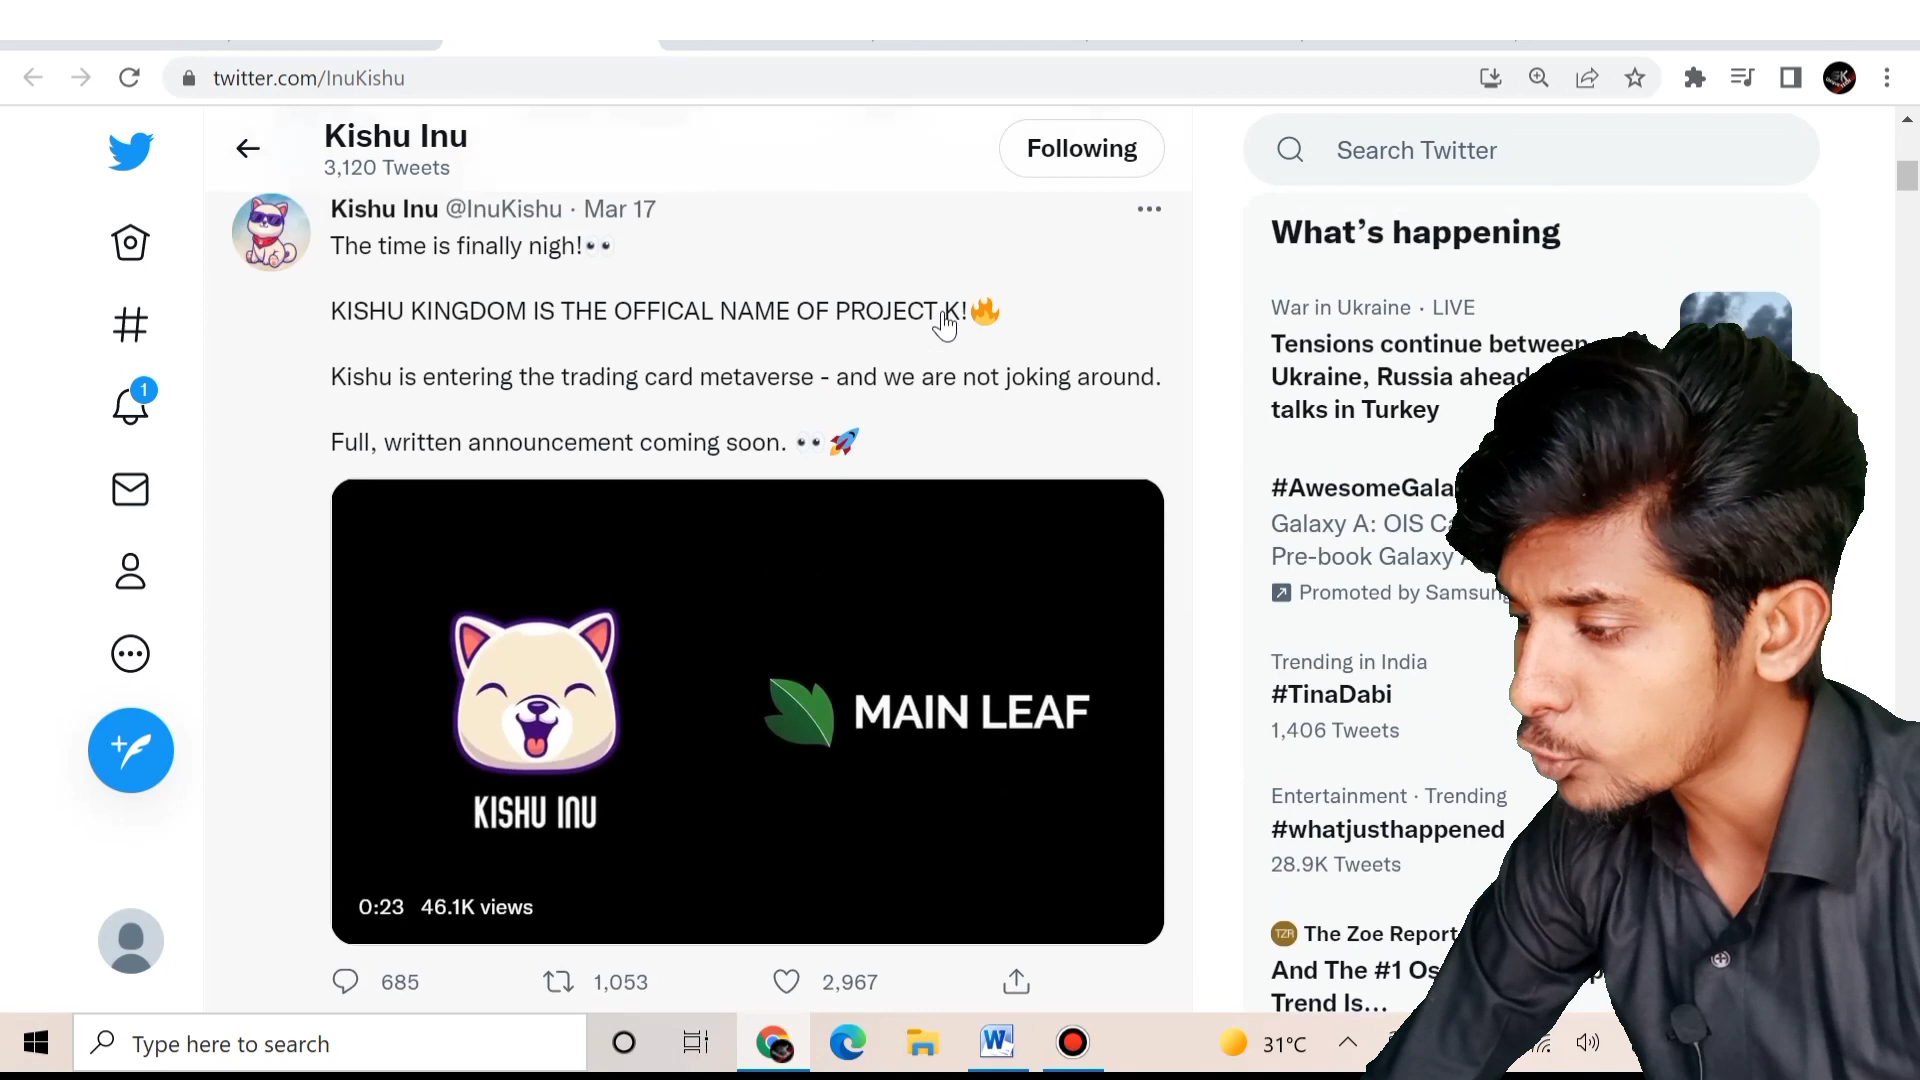 twitter.com/InuKishu
Kishu Inu
3,120 Tweets
Following
Search Twitter
Kishu Inu @InuKishu · Mar 17
The time is finally nigh!👀
KISHU KINGDOM IS THE OFFICAL NAME OF PROJECT K!🔥
Kishu is entering the trading card metaverse - and we are not joking around.
Full, written announcement coming soon. 👀🚀
KISHU INU
MAIN LEAF
0:23 46.1K views
685
1,053
2,967
1
What's happening
War in Ukraine · LIVE
Tensions continue between
Ukraine, Russia ahead
talks in Turkey
#AwesomeGala
Galaxy A: OIS
Pre-book Galaxy
Promoted by Samsung
Trending in India
#TinaDabi
1,406 Tweets
Entertainment · Trending
#whatjusthappened
28.9K Tweets
TZR The Zoe Report
And The #1 Os
Trend Is...
Type here to search
31°C